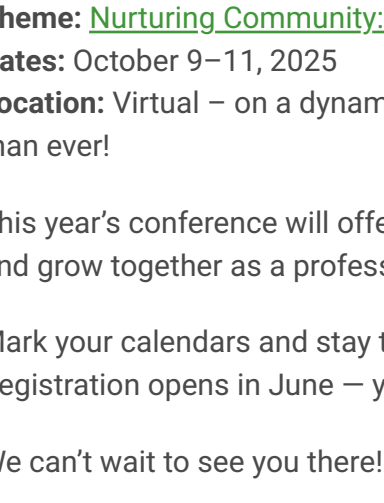 heme: Nurturing Community:
ates: October 9–11, 2025
ocation: Virtual – on a dynam
han ever!
his year's conference will offe
nd grow together as a profess
Mark your calendars and stay t
egistration opens in June — y
We can't wait to see you there!